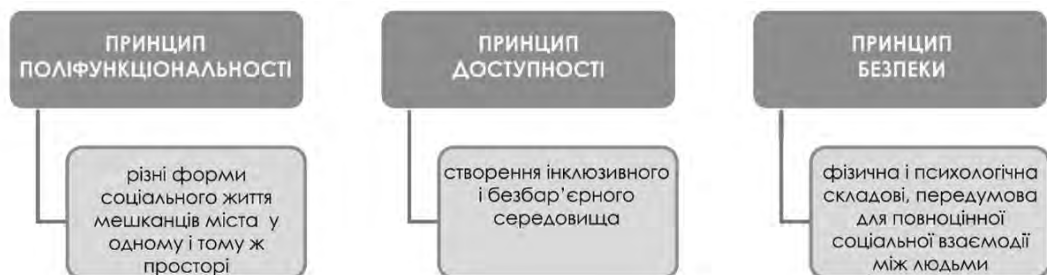 ПРИНЦИП
ПОЛІФУНКЦІОНАЛЬНОСТІ
різні форми
соціального життя
мешканців міста у
одному і тому ж
просторі
ПРИНЦИП
ДОСТУПНОСТІ
створення інклюзивного
і безбар’єрного
середовища
ПРИНЦИП
БЕЗПЕКИ
фізична і психологічна
складові, передумова
для повноцінної
соціальної взаємодії
між людьми